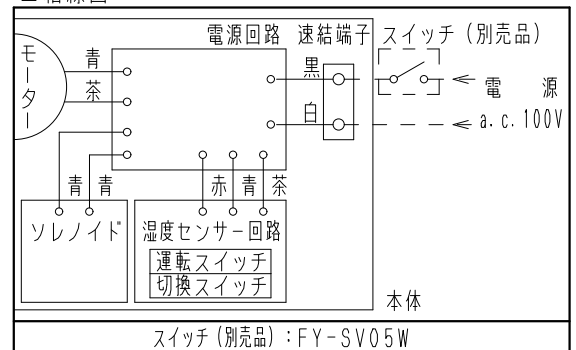 電源回路 速結端子 スイッチ（別売品）
モーター
青
茶
黒
白
電源
a.c.100V
青 青
赤 青 茶
ソレノイド
湿度センサー回路
運転スイッチ
切換スイッチ
本体
スイッチ（別売品）：FY-SV05W